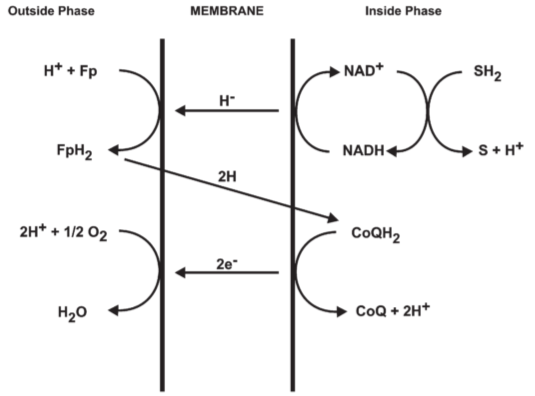 Outside Phase MEMBRANE Inside Phase
H⁺ + Fp NAD⁺ SH₂
H⁻
FpH₂ NADH S + H⁺
2H
2H⁺ + 1/2 O₂ CoQH₂
2e⁻
H₂O CoQ + 2H⁺